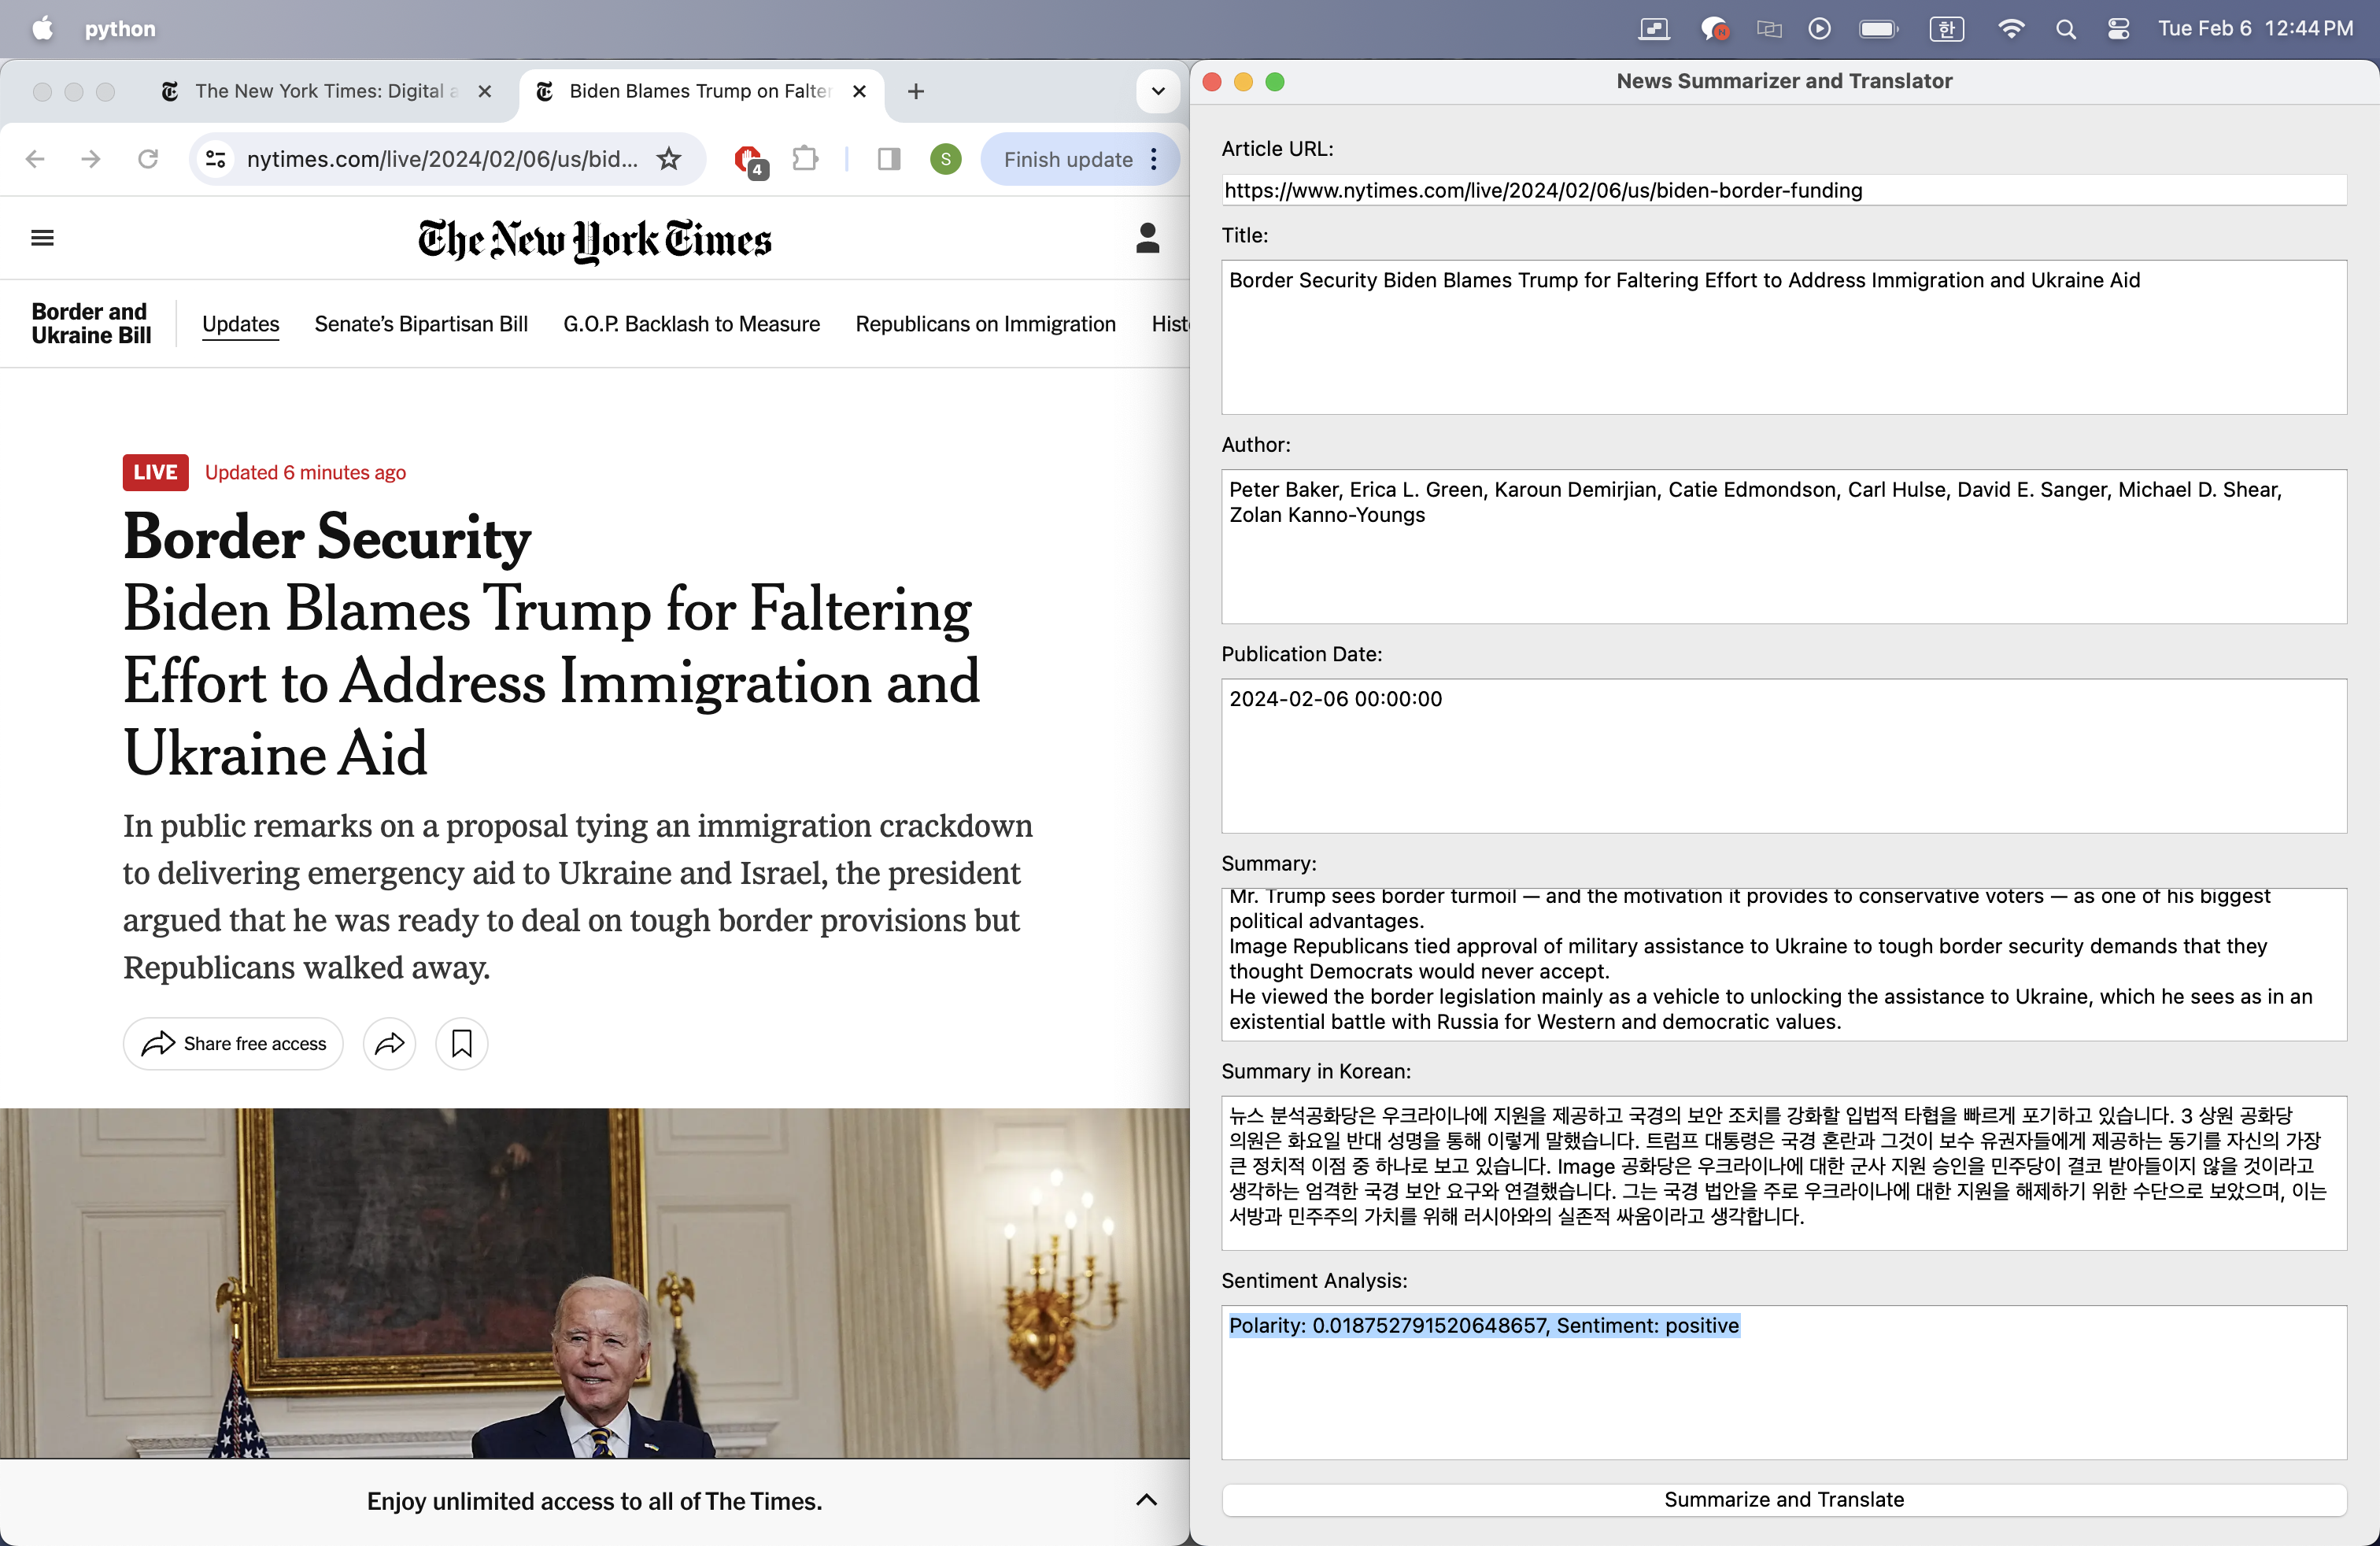 python
한
Tue Feb 6 12:44 PM
The New York Times: Digital a
Biden Blames Trump on Falter
nytimes.com/live/2024/02/06/us/bid...
4
S
Finish update
The New York Times
Border and
Ukraine Bill
Updates
Senate's Bipartisan Bill
G.O.P. Backlash to Measure
Republicans on Immigration
Hist
LIVE
Updated 6 minutes ago
Border Security
Biden Blames Trump for Faltering
Effort to Address Immigration and
Ukraine Aid
In public remarks on a proposal tying an immigration crackdown
to delivering emergency aid to Ukraine and Israel, the president
argued that he was ready to deal on tough border provisions but
Republicans walked away.
Share free access
Enjoy unlimited access to all of The Times.
News Summarizer and Translator
Article URL:
https://www.nytimes.com/live/2024/02/06/us/biden-border-funding
Title:
Border Security Biden Blames Trump for Faltering Effort to Address Immigration and Ukraine Aid
Author:
Peter Baker, Erica L. Green, Karoun Demirjian, Catie Edmondson, Carl Hulse, David E. Sanger, Michael D. Shear,
Zolan Kanno-Youngs
Publication Date:
2024-02-06 00:00:00
Summary:
Mr. Trump sees border turmoil — and the motivation it provides to conservative voters — as one of his biggest
political advantages.
Image Republicans tied approval of military assistance to Ukraine to tough border security demands that they
thought Democrats would never accept.
He viewed the border legislation mainly as a vehicle to unlocking the assistance to Ukraine, which he sees as in an
existential battle with Russia for Western and democratic values.
Summary in Korean:
뉴스 분석공화당은 우크라이나에 지원을 제공하고 국경의 보안 조치를 강화할 입법적 타협을 빠르게 포기하고 있습니다. 3 상원 공화당
의원은 화요일 반대 성명을 통해 이렇게 말했습니다. 트럼프 대통령은 국경 혼란과 그것이 보수 유권자들에게 제공하는 동기를 자신의 가장
큰 정치적 이점 중 하나로 보고 있습니다. Image 공화당은 우크라이나에 대한 군사 지원 승인을 민주당이 결코 받아들이지 않을 것이라고
생각하는 엄격한 국경 보안 요구와 연결했습니다. 그는 국경 법안을 주로 우크라이나에 대한 지원을 해제하기 위한 수단으로 보았으며, 이는
서방과 민주주의 가치를 위해 러시아와의 실존적 싸움이라고 생각합니다.
Sentiment Analysis:
Polarity: 0.018752791520648657, Sentiment: positive
Summarize and Translate